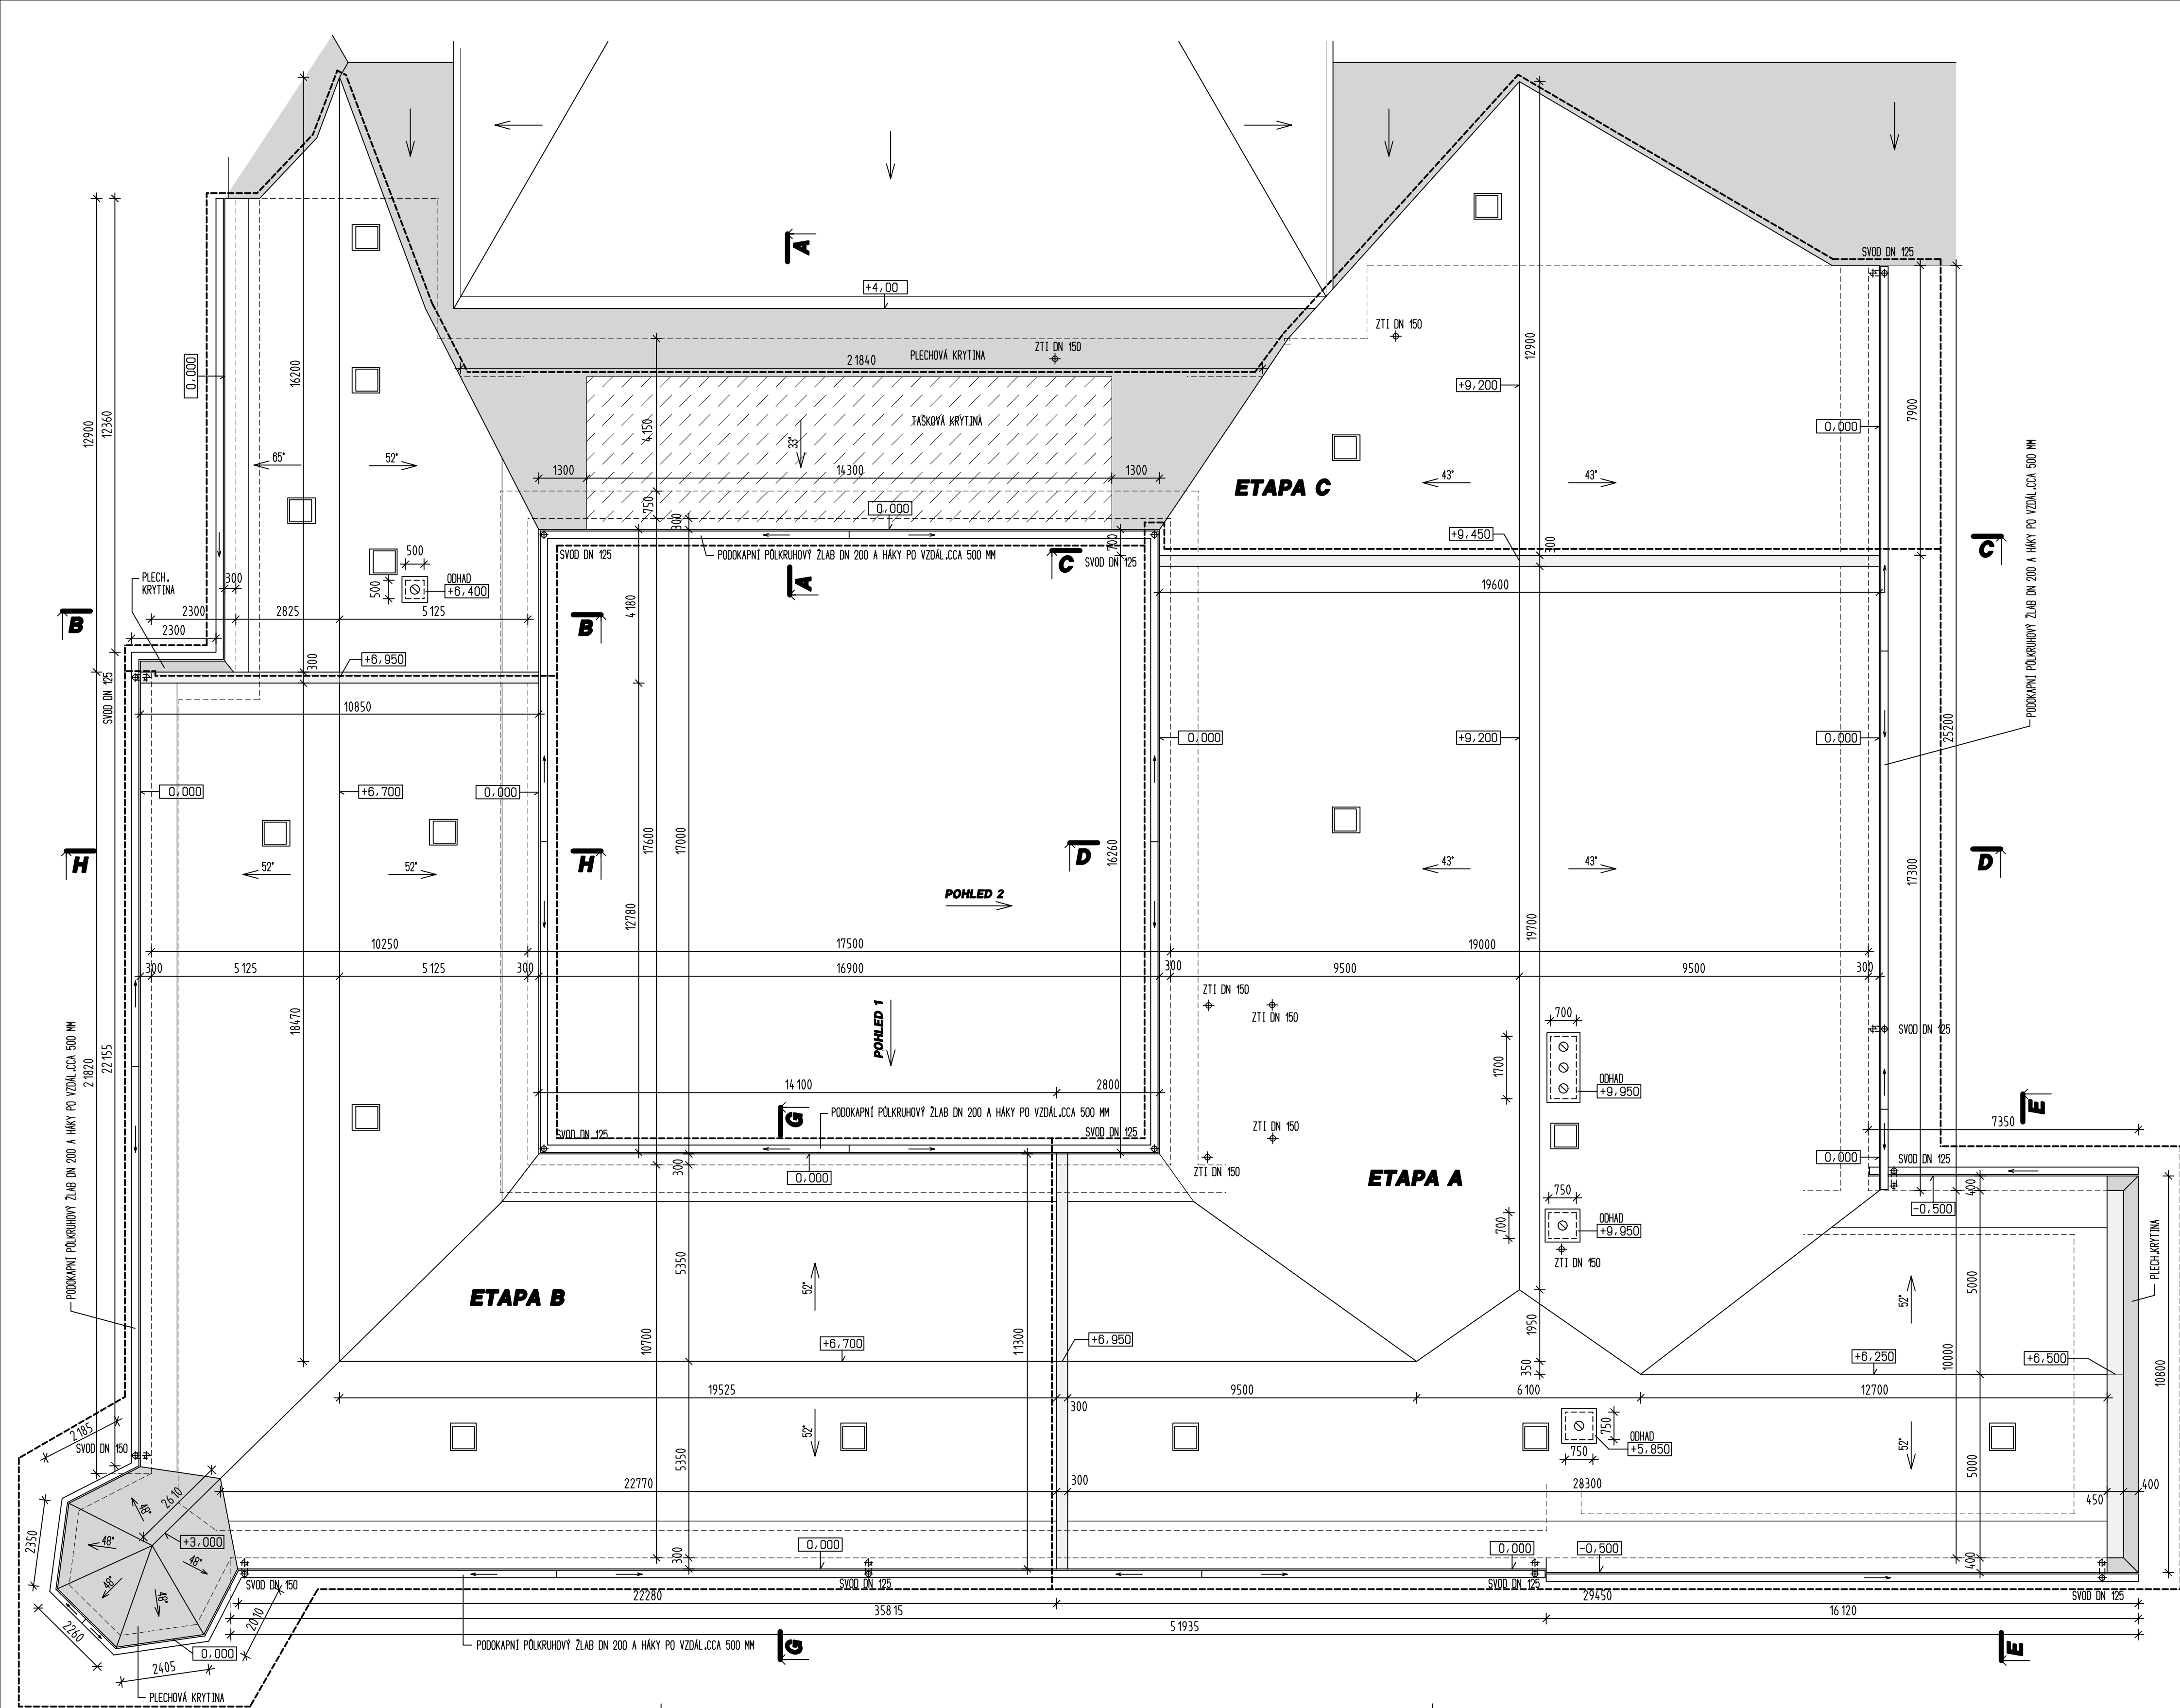 +4,00
SVOD DN 125
ZTI DN 150
ZTI DN 150
PLECHOVÁ KRYTINA
21840
12900
16200
0,000
+9,200
7900
12900
12360
4150
33°
TAŠKOVÁ KRYTINA
0,000
65°
52°
1300
14300
1300
ETAPA C
43°
43°
A
750
300
0,000
+9,450
300
700
PODOKAPNÍ PŮLKRUHOVÝ ŽLAB DN 200 A HÁKY PO VZDÁL.CCA 500 MM
SVOD DN 125
PODOKAPNÍ PŮLKRUHOVÝ ŽLAB DN 200 A HÁKY PO VZDÁL.CCA 500 MM
C
SVOD DN 125
C
A
PLECH.
KRYTINA
300
500
500
ODHAD
+6,400
19600
2300
2825
5125
4180
B
B
2300
300
+6,950
SVOD DN 125
10850
0,000
+9,200
0,000
25200
0,000
+6,700
0,000
17600
17000
16260
H
H
D
D
52°
52°
43°
43°
17300
POHLED 2
12780
19700
10250
17500
19000
300
5125
5125
300
16900
300
9500
9500
300
ZTI DN 150
ZTI DN 150
700
18470
POHLED 1
SVOD DN 125
PODOKAPNÍ PŮLKRUHOVÝ ŽLAB DN 200 A HÁKY PO VZDÁL.CCA 500 MM
21820
22155
1700
ODHAD
+9,950
14100
2800
G
PODOKAPNÍ PŮLKRUHOVÝ ŽLAB DN 200 A HÁKY PO VZDÁL.CCA 500 MM
E
7350
SVOD DN 125
SVOD DN 125
ZTI DN 150
300
0,000
ZTI DN 150
ETAPA A
0,000
SVOD DN 125
400
-0,500
750
700
ODHAD
+9,950
ZTI DN 150
PLECH.KRYTINA
5350
52°
ETAPA B
52°
5000
10700
+6,700
11300
+6,950
1950
350
+6,250
10000
+6,500
10800
19525
300
9500
6100
12700
2185
SVOD DN 150
52°
750
ODHAD
+5,850
750
52°
5350
5000
22770
300
28300
450
400
2610
48°
48°
48°
48°
48°
+3,000
2350
0,000
300
0,000
-0,500
400
SVOD DN 150
SVOD DN 125
SVOD DN 125
SVOD DN 125
22280
29450
35815
16120
51935
2010
2260
0,000
2405
PLECHOVÁ KRYTINA
PODOKAPNÍ PŮLKRUHOVÝ ŽLAB DN 200 A HÁKY PO VZDÁL.CCA 500 MM
G
E